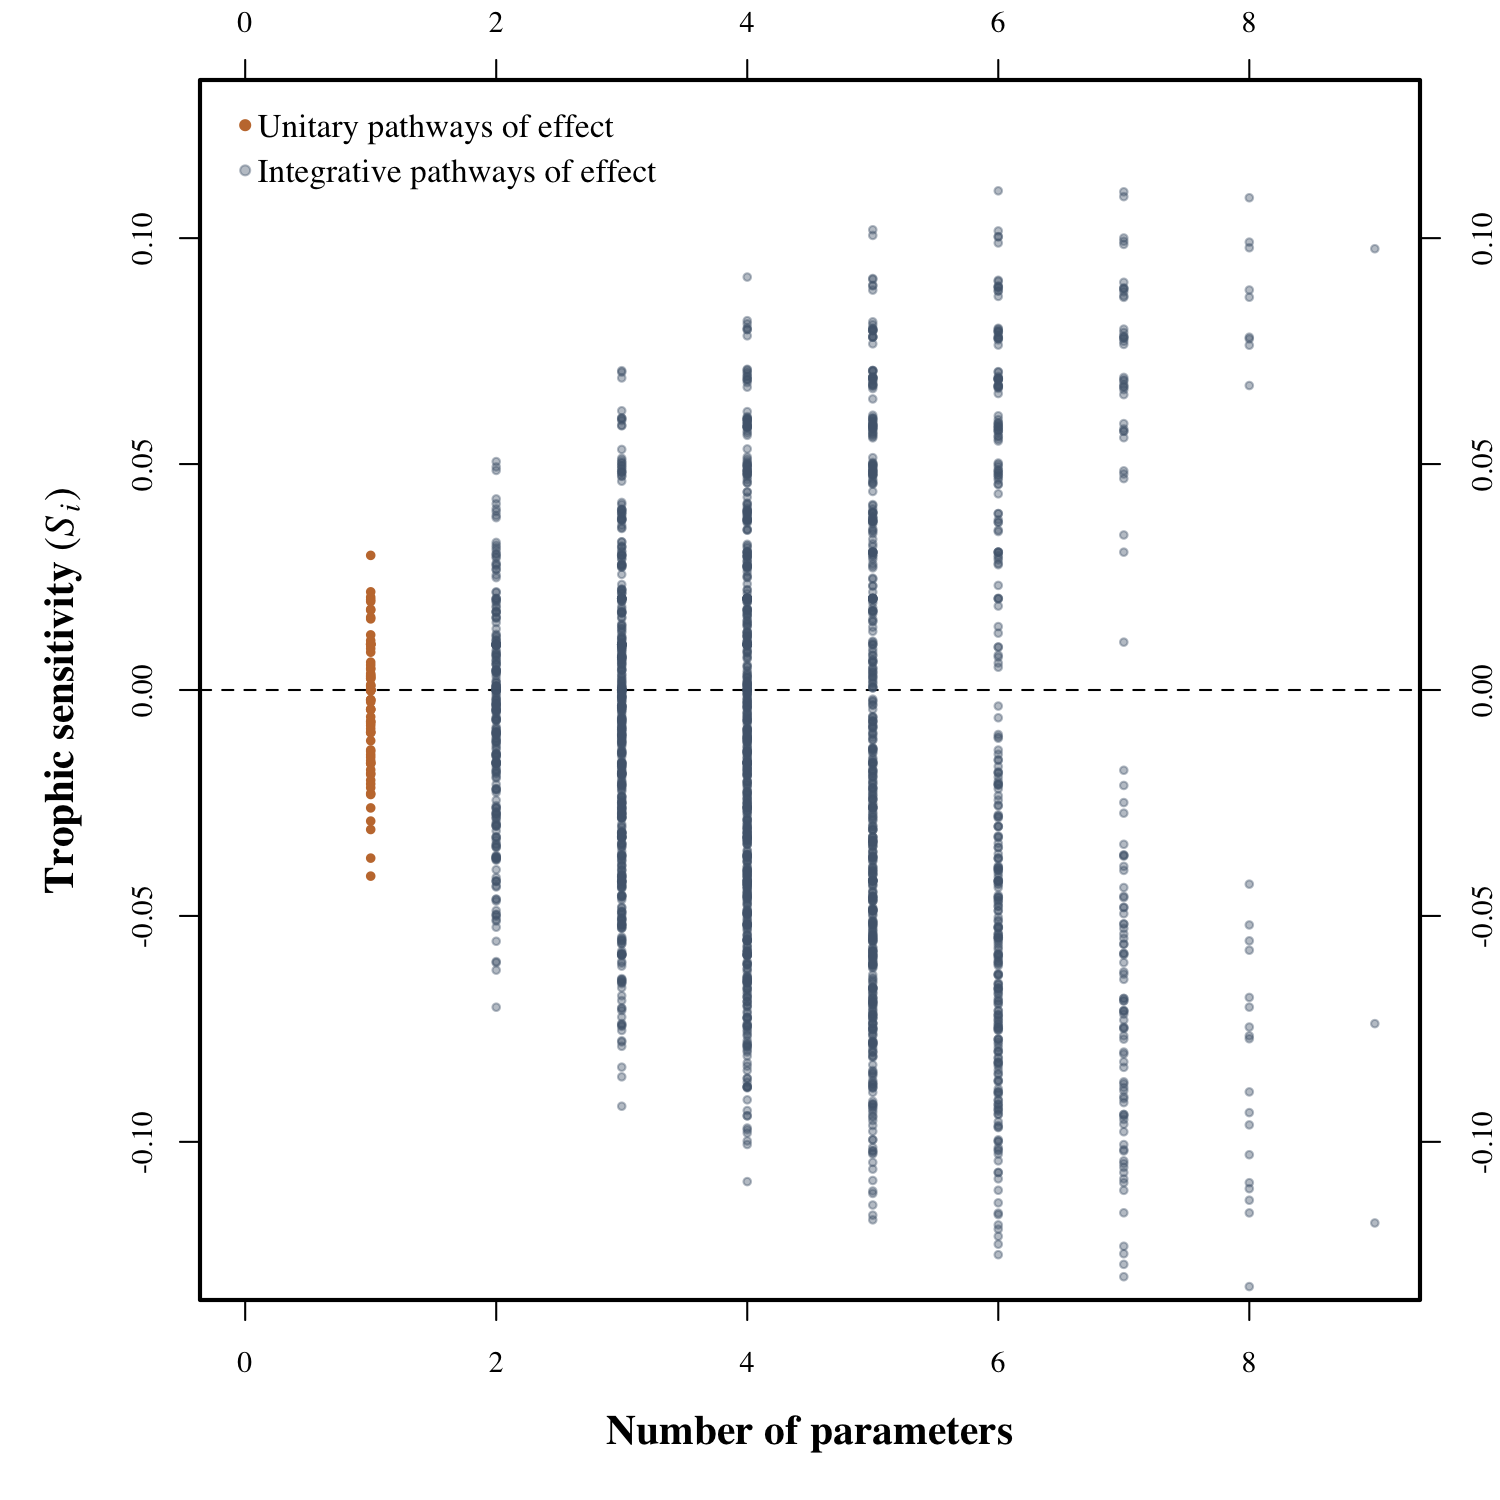 0 2 4 6 8
Unitary pathways of effect
Integrative pathways of effect
0.10 0.10
0.05 0.05
0.00 0.00
-0.05 -0.05
-0.10 -0.10
Trophic sensitivity (Si)
0 2 4 6 8
Number of parameters